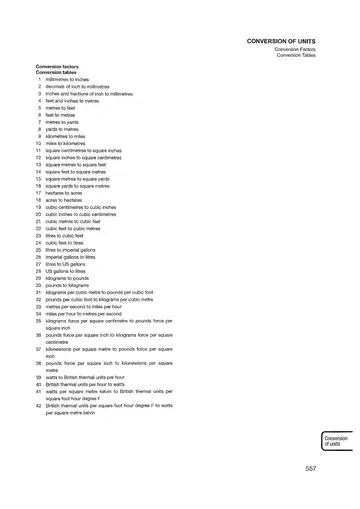 CONVERSION OF UNITS
Conversion Factors
Conversion Tables
Conversion factors
Conversion tables
1 millimetres to inches
2 decimals of inch to millimetres
3 inches and fractions of inch to millimetres
4 feet and inches to metres
5 metres to feet
6 feet to metres
7 metres to yards
8 yards to metres
9 kilometres to miles
10 miles to kilometres
11 square centimetres to square inches
12 square inches to square centimetres
13 square metres to square feet
14 square feet to square metres
15 square metres to square yards
16 square yards to square metres
17 hectares to acres
18 acres to hectares
19 cubic centimetres to cubic inches
20 cubic inches to cubic centimetres
21 cubic metres to cubic feet
22 cubic feet to cubic metres
23 litres to cubic feet
24 cubic feet to litres
25 litres to imperial gallons
26 imperial gallons to litres
27 litres to US gallons
28 US gallons to litres
29 kilograms to pounds
30 pounds to kilograms
31 kilograms per cubic metre to pounds per cubic foot
32 pounds per cubic foot to kilograms per cubic metre
33 metres per second to miles per hour
34 miles per hour to metres per second
35 kilograms force per square centimetre to pounds force per
square inch
36 pounds force per square inch to kilograms force per square
centimetre
37 kilonewtons per square metre to pounds force per square
inch
38 pounds force per square inch to kilonewtons per square
metre
39 watts to British thermal units per hour
40 British thermal units per hour to watts
41 watts per square metre kelvin to British thermal units per
square foot hour degree F
42 British thermal units per square foot hour degree F to watts
per square metre kelvin
Conversion
of units
557